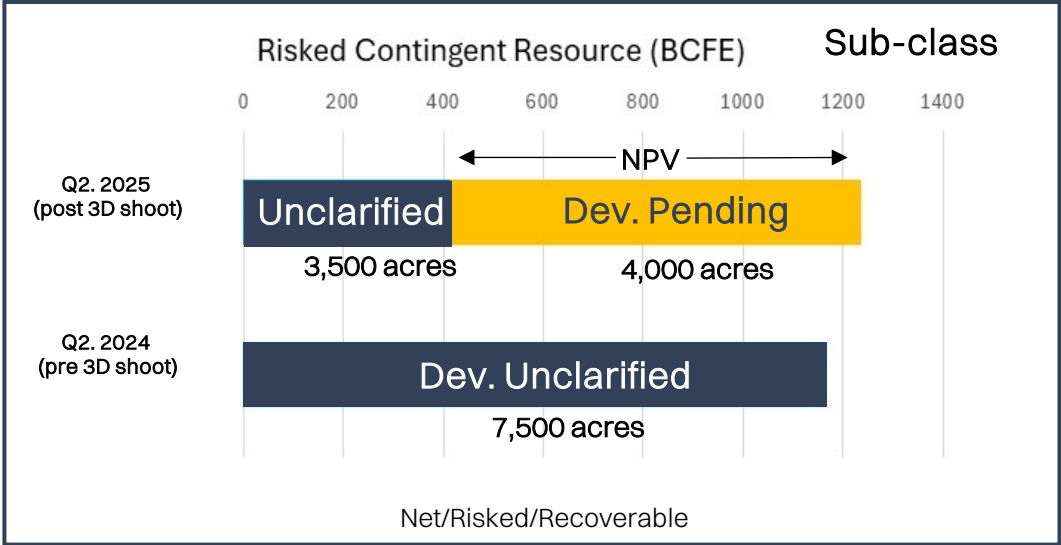 Risked Contingent Resource (BCFE)
Sub-class
0 200 400 600 800 1000 1200 1400
NPV
Q2. 2025
(post 3D shoot)
Unclarified
Dev. Pending
3,500 acres
4,000 acres
Q2. 2024
(pre 3D shoot)
Dev. Unclarified
7,500 acres
Net/Risked/Recoverable